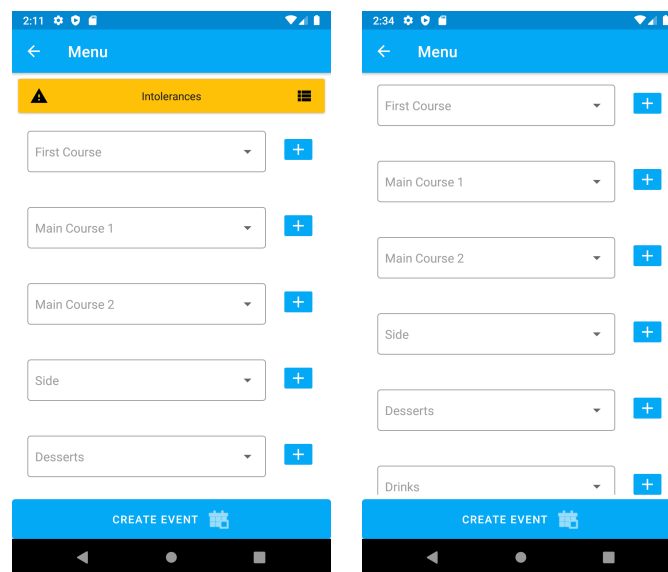 2:11
Menu
Intolerances
First Course
Main Course 1
Main Course 2
Side
Desserts
CREATE EVENT
2:34
Menu
First Course
Main Course 1
Main Course 2
Side
Desserts
Drinks
CREATE EVENT